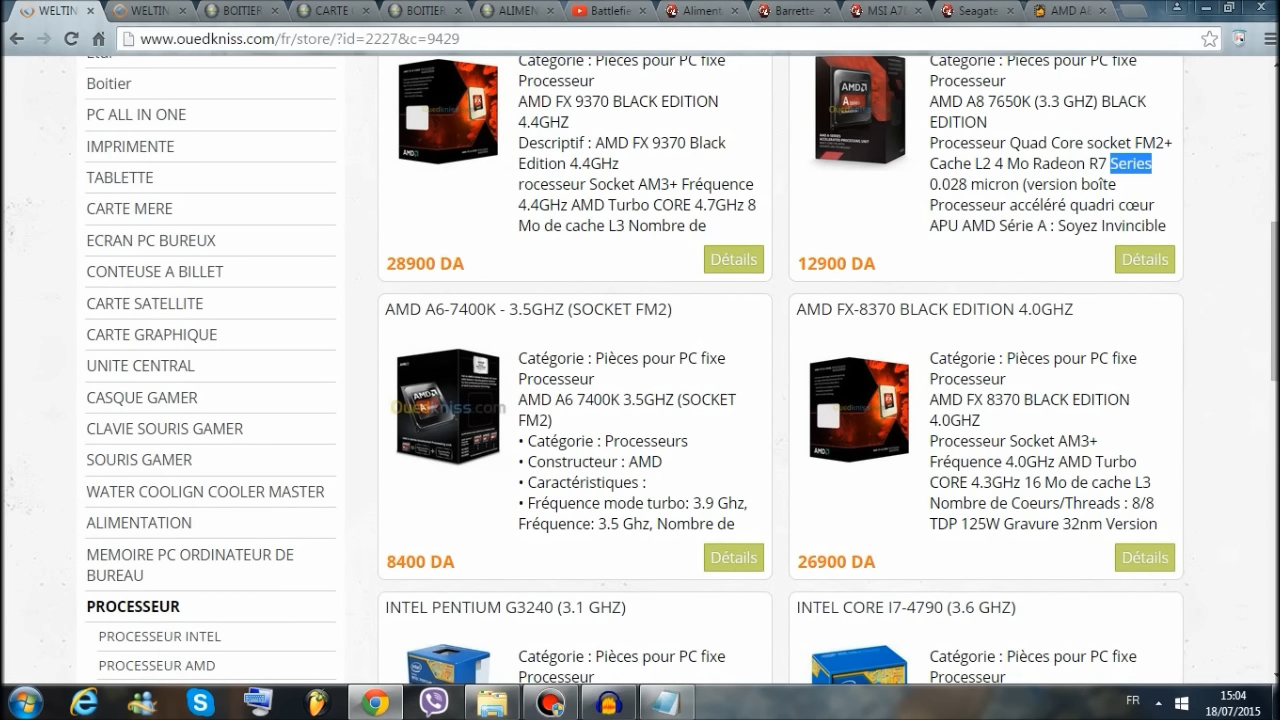 WELTIN
WELTIN
BOITIER
CARTE
BOITIER
ALIMEN
Battlefie
Aliment
Barrette
MSI A7
Seagate
AMD A
www.ouedkniss.com/fr/store/?id=2227&c=9429
Boitier
PC ALL IN ONE
IMPRIMENTE
TABLETTE
CARTE MERE
ECRAN PC BUREUX
CONTEUSE A BILLET
CARTE SATELLITE
CARTE GRAPHIQUE
UNITE CENTRAL
CASQUE GAMER
CLAVIE SOURIS GAMER
SOURIS GAMER
WATER COOLIGN COOLER MASTER
ALIMENTATION
MEMOIRE PC ORDINATEUR DE
BUREAU
PROCESSEUR
PROCESSEUR INTEL
PROCESEUR AMD
Catégorie : Pièces pour PC fixe
Processeur
AMD FX 9370 BLACK EDITION
4.4GHZ
Designation : AMD FX 9370 Black
Edition 4.4GHz
rocesseur Socket AM3+ Fréquence
4.4GHz AMD Turbo CORE 4.7GHz 8
Mo de cache L3 Nombre de
28900 DA
Détails
Catégorie : Pièces pour PC fixe
Processeur
AMD A8 7650K (3.3 GHZ) BLACK
EDITION
Processeur Quad Core Socket FM2+
Cache L2 4 Mo Radeon R7 Series
0.028 micron (version boîte
Processeur accéléré quadri cœur
APU AMD Série A : Soyez Invincible
12900 DA
Détails
AMD A6-7400K - 3.5GHZ (SOCKET FM2)
AMD
Ouedkniss.com
Catégorie : Pièces pour PC fixe
Processeur
AMD A6 7400K 3.5GHZ (SOCKET
FM2)
• Catégorie : Processeurs
• Constructeur : AMD
• Caractéristiques :
• Fréquence mode turbo: 3.9 Ghz,
Fréquence: 3.5 Ghz, Nombre de
8400 DA
Détails
AMD FX-8370 BLACK EDITION 4.0GHZ
AMD
Catégorie : Pièces pour PC fixe
Processeur
AMD FX 8370 BLACK EDITION
4.0GHZ
Processeur Socket AM3+
Fréquence 4.0GHz AMD Turbo
CORE 4.3GHz 16 Mo de cache L3
Nombre de Coeurs/Threads : 8/8
TDP 125W Gravure 32nm Version
26900 DA
Détails
INTEL PENTIUM G3240 (3.1 GHZ)
Catégorie : Pièces pour PC fixe
Processeur
INTEL CORE I7-4790 (3.6 GHZ)
Catégorie : Pièces pour PC fixe
Processeur
FR
15:04
18/07/2015